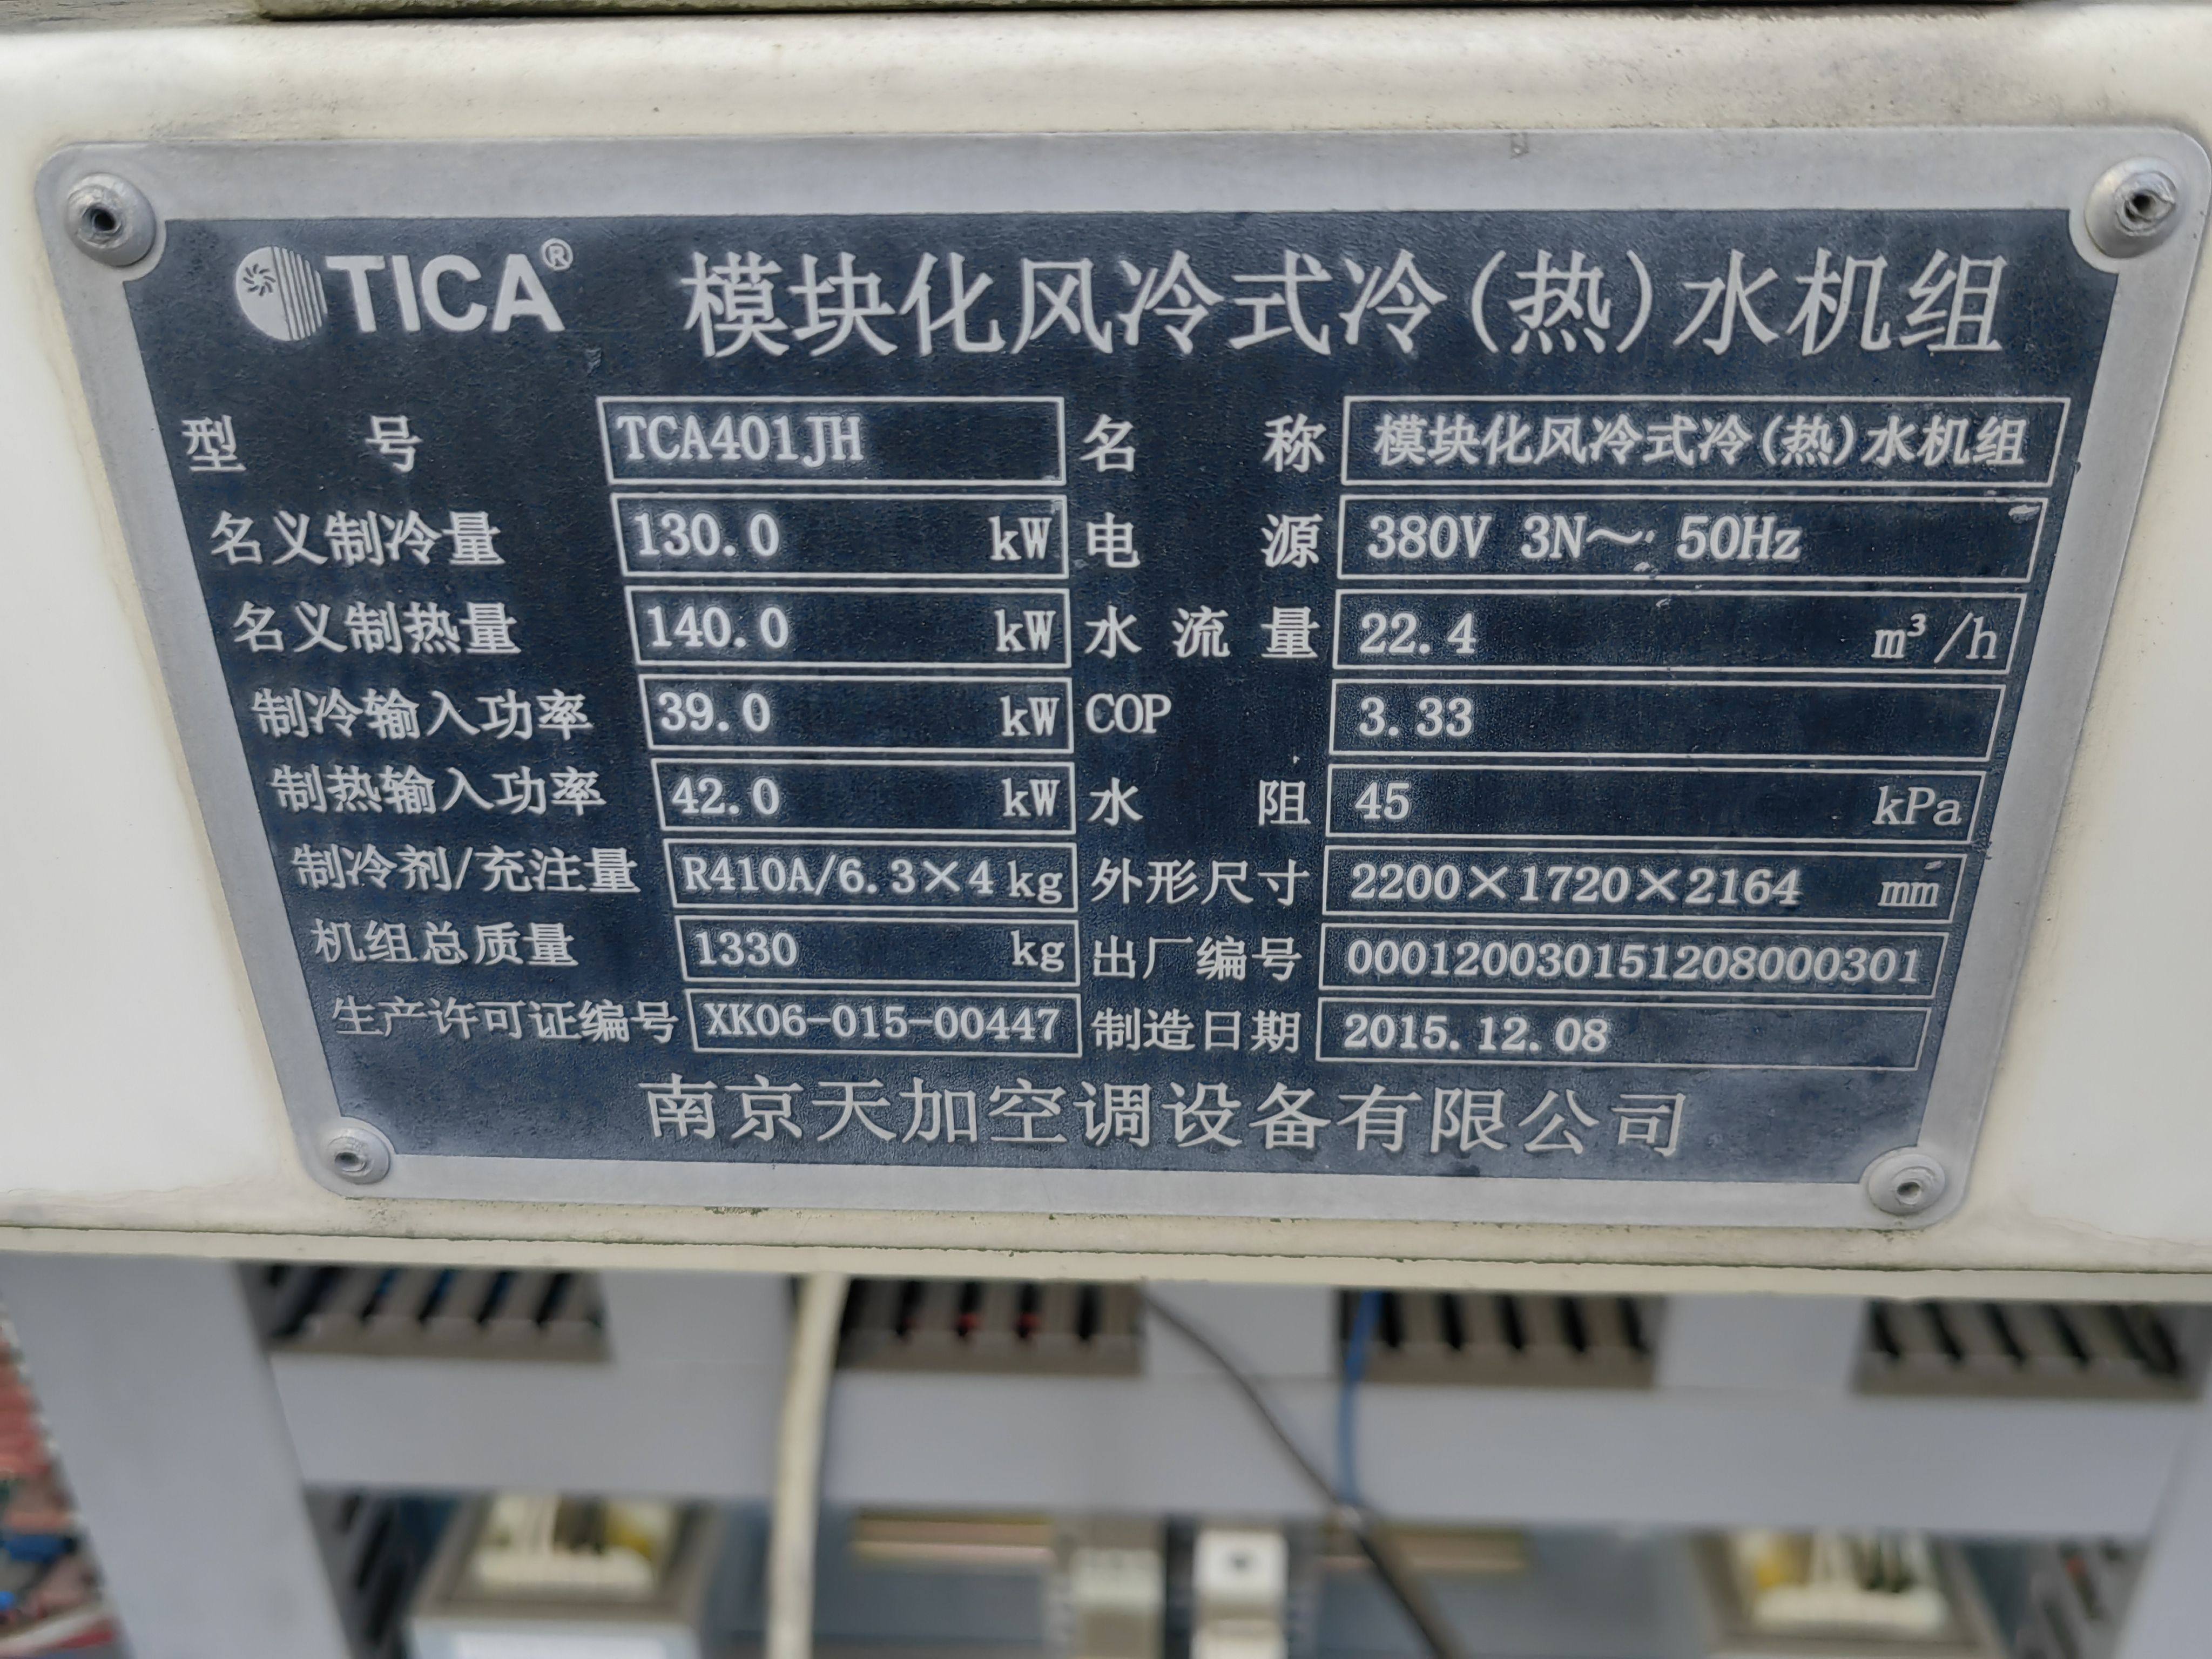 TICA® 模块化风冷式冷(热)水机组
型 号 TCA401JH 名 称 模块化风冷式冷(热)水机组
名义制冷量 130.0 kW 电 源 380V 3N～ 50Hz
名义制热量 140.0 kW 水 流 量 22.4 m³/h
制冷输入功率 39.0 kW COP 3.33
制热输入功率 42.0 kW 水 阻 45 kPa
制冷剂/充注量 R410A/6.3×4 kg 外形尺寸 2200×1720×2164 mm
机组总质量 1330 kg 出厂编号 000120030151208000301
生产许可证编号 XK06-015-00447 制造日期 2015.12.08
南京天加空调设备有限公司